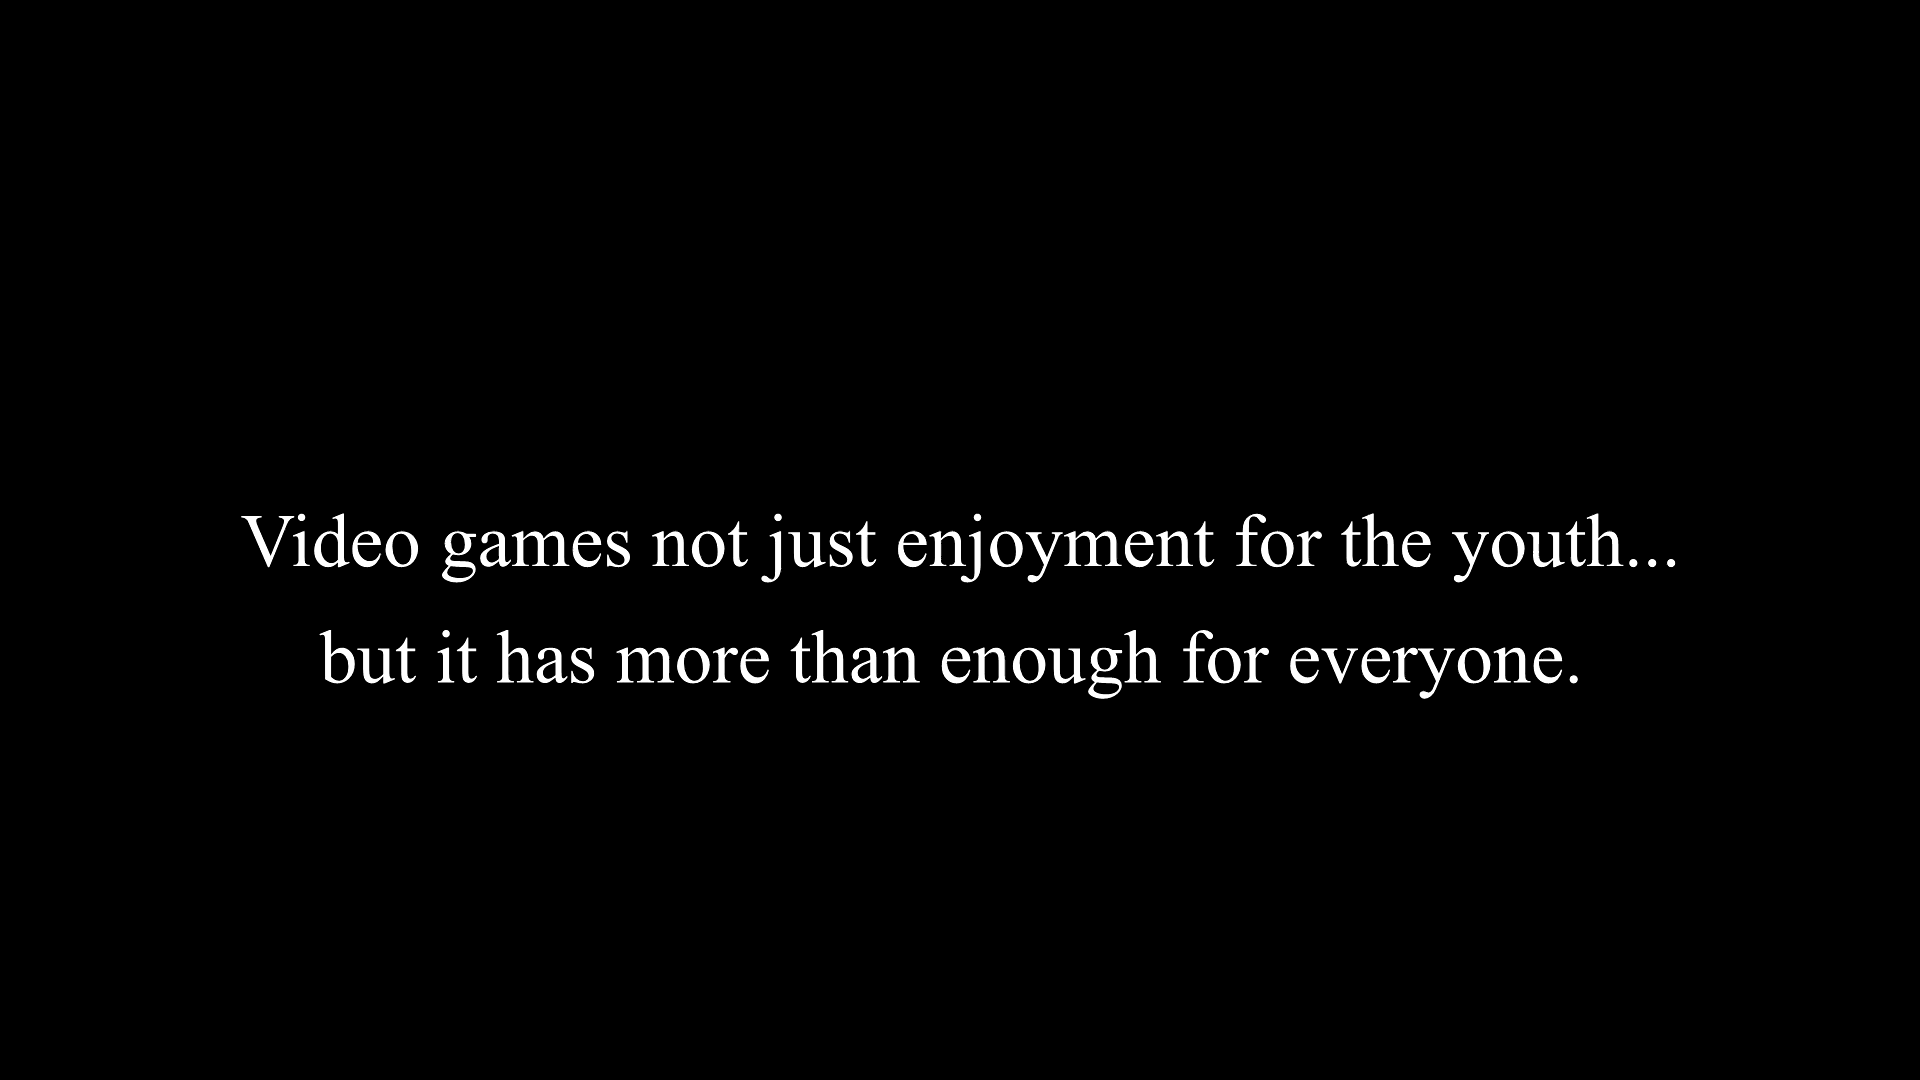 Video games not just enjoyment for the youth...
but it has more than enough for everyone.